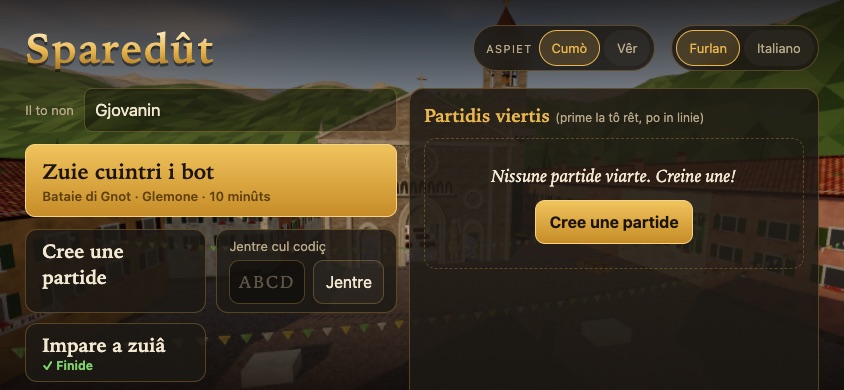 Sparedût
ASPIET Cumò Vêr Furlan Italiano
Il to non Gjovanin
Zuie cuintri i bot
Bataie di Gnot · Glemone · 10 minûts
Cree une
partide
Jentre cul codiç
ABCD Jentre
Impare a zuiâ
✓ Finide
Partidis viertis (prime la tô rêt, po in linie)
Nissune partide viarte. Creine une!
Cree une partide